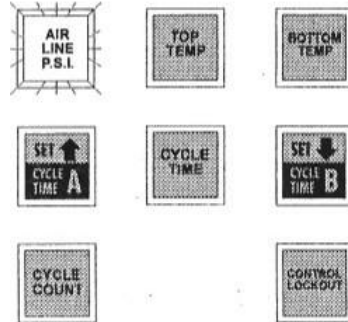 AIR
LINE
P.S.I.
TOP
TEMP
BOTTOM
TEMP
SET
CYCLE
TIME A
CYCLE
TIME
SET
CYCLE
TIME B
CYCLE
COUNT
CONTROL
LOCKOUT